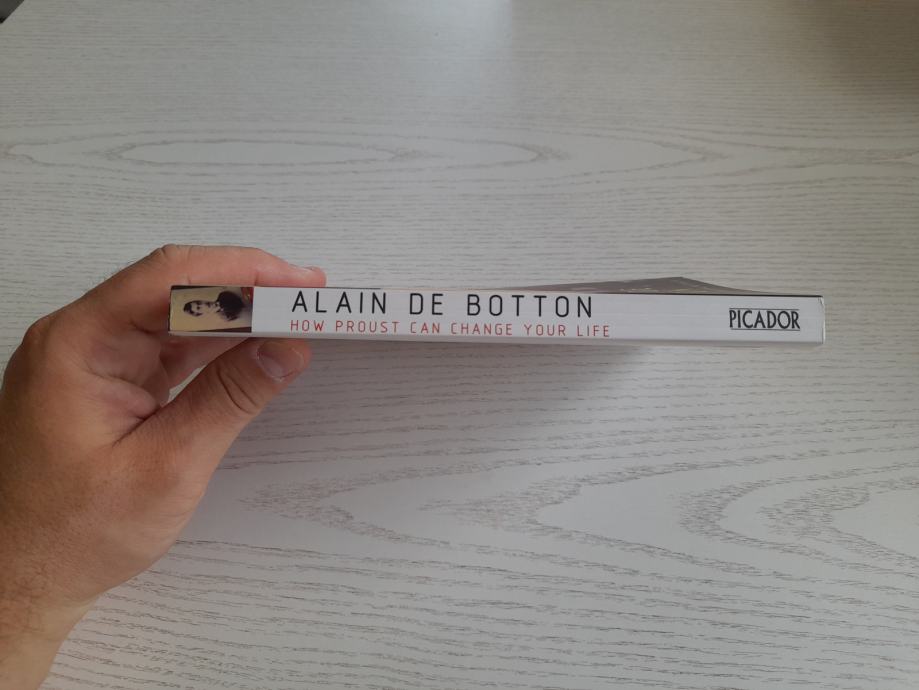 ALAIN DE BOTTON
HOW PROUST CAN CHANGE YOUR LIFE
PICADOR